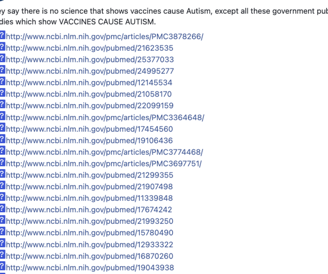 ey say there is no science that shows vaccines cause Autism, except all these government pub
dies which show VACCINES CAUSE AUTISM.
?http://www.ncbi.nlm.nih.gov/pmc/articles/PMC3878266/
?http://www.ncbi.nlm.nih.gov/pubmed/21623535
?http://www.ncbi.nlm.nih.gov/pubmed/25377033
?http://www.ncbi.nlm.nih.gov/pubmed/24995277
?http://www.ncbi.nlm.nih.gov/pubmed/12145534
?http://www.ncbi.nlm.nih.gov/pubmed/21058170
?http://www.ncbi.nlm.nih.gov/pubmed/22099159
?http://www.ncbi.nlm.nih.gov/pmc/articles/PMC3364648/
?http://www.ncbi.nlm.nih.gov/pubmed/17454560
?http://www.ncbi.nlm.nih.gov/pubmed/19106436
?http://www.ncbi.nlm.nih.gov/pmc/articles/PMC3774468/
?http://www.ncbi.nlm.nih.gov/pmc/articles/PMC3697751/
?http://www.ncbi.nlm.nih.gov/pubmed/21299355
?http://www.ncbi.nlm.nih.gov/pubmed/21907498
?http://www.ncbi.nlm.nih.gov/pubmed/11339848
?http://www.ncbi.nlm.nih.gov/pubmed/17674242
?http://www.ncbi.nlm.nih.gov/pubmed/21993250
?http://www.ncbi.nlm.nih.gov/pubmed/15780490
?http://www.ncbi.nlm.nih.gov/pubmed/12933322
?http://www.ncbi.nlm.nih.gov/pubmed/16870260
?http://www.ncbi.nlm.nih.gov/pubmed/19043938